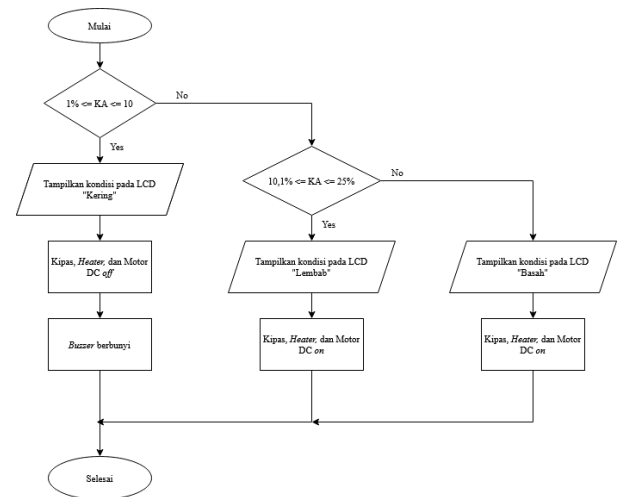 Mulai
1% <= KA <= 10
No
Yes
Tampilkan kondisi pada LCD
"Kering"
Kipas, Heater, dan Motor
DC off
Buzzer berbunyi
10,1% <= KA <= 25%
No
Yes
Tampilkan kondisi pada LCD
"Lembab"
Kipas, Heater, dan Motor
DC on
Tampilkan kondisi pada LCD
"Basah"
Kipas, Heater, dan Motor
DC on
Selesai